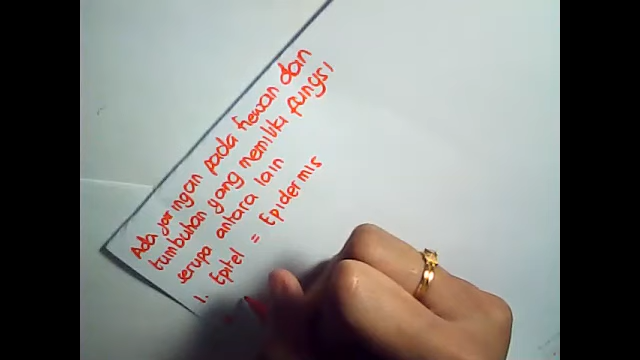 Ada jaringan pada hewan dan
tumbuhan yang memiliki fungsi
serupa antara lain
1. Epitel = Epidermis